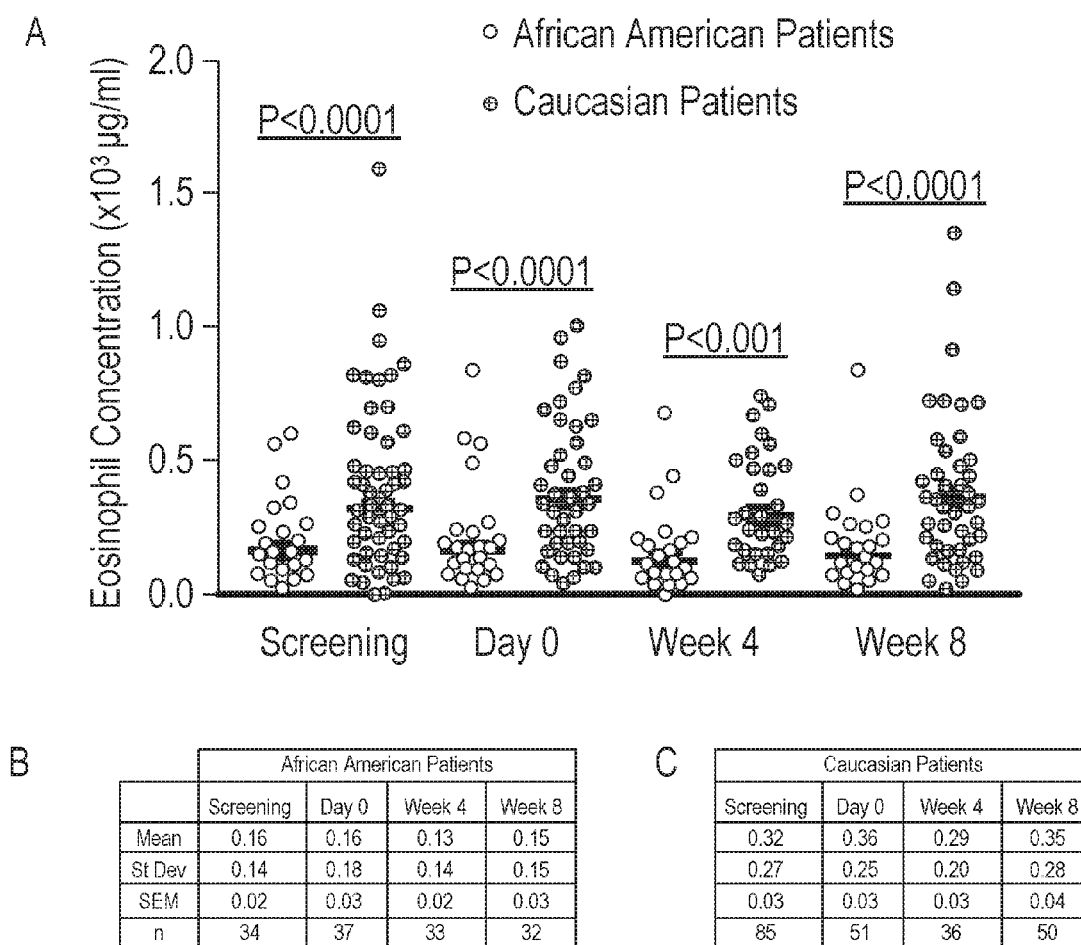 A
African American Patients
Caucasian Patients
Eosinophil Concentration (x10³ µg/ml)
2.0
1.5
1.0
0.5
0.0
P<0.0001
P<0.0001
P<0.001
P<0.0001
Screening Day 0 Week 4 Week 8
B
African American Patients
Screening Day 0 Week 4 Week 8
Mean 0.16 0.16 0.13 0.15
St Dev 0.14 0.18 0.14 0.15
SEM 0.02 0.03 0.02 0.03
n 34 37 33 32
C
Caucasian Patients
Screening Day 0 Week 4 Week 8
0.32 0.36 0.29 0.35
0.27 0.25 0.20 0.28
0.03 0.03 0.03 0.04
85 51 36 50